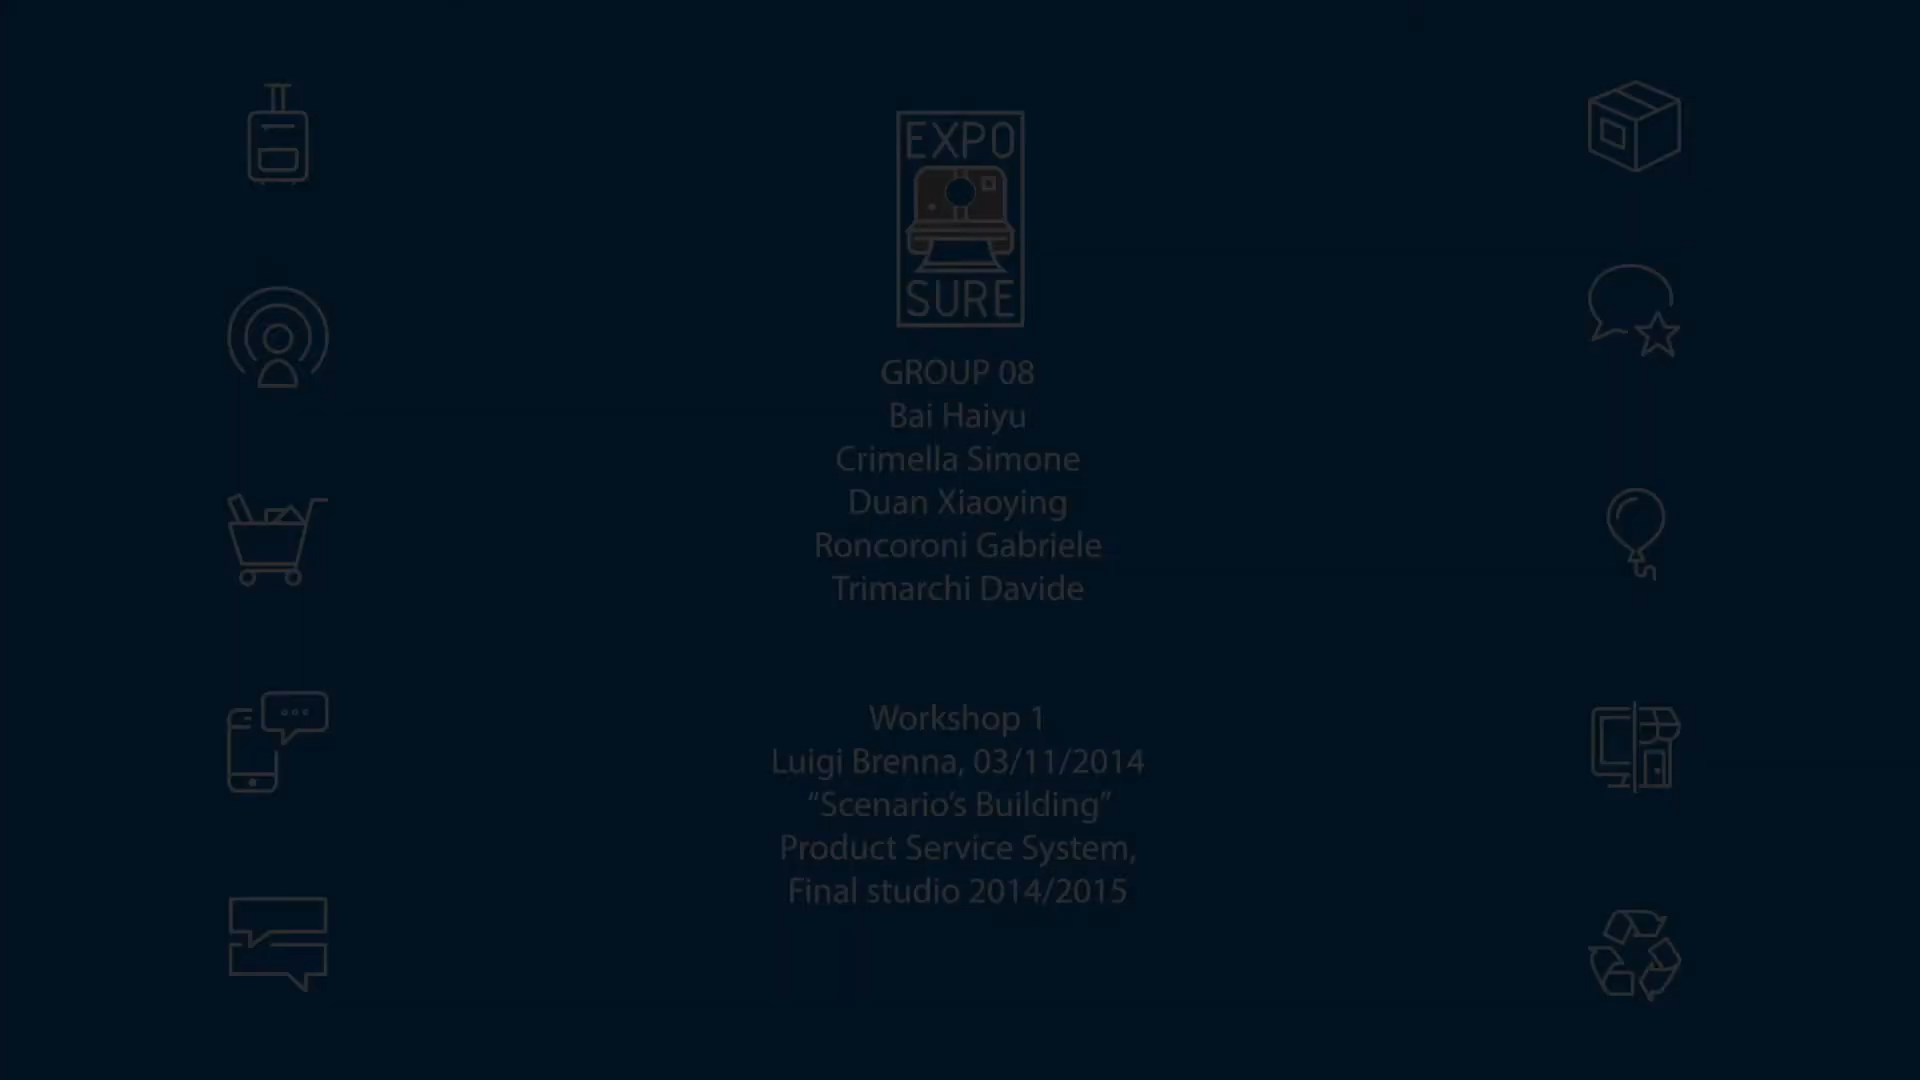 EXPO
SURE
GROUP 08
Bai Haiyu
Crimella Simone
Duan Xiaoying
Roncoroni Gabriele
Trimarchi Davide
Workshop 1
Luigi Brenna, 03/11/2014
“Scenario’s Building”
Product Service System,
Final studio 2014/2015